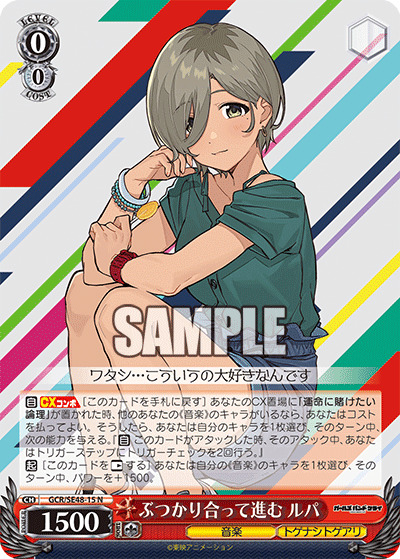 LEVEL
0
0
COST
SAMPLE
ワタシ…こういうの大好きなんです
自 CXコンボ [このカードを手札に戻す] あなたのCX置場に「運命に賭けたい
論理」が置かれた時、他のあなたの《音楽》のキャラがいるなら、あなたはコスト
を払ってよい。そうしたら、あなたは自分のキャラを1枚選び、そのターン中、
次の能力を与える。『自 このカードがアタックした時、そのアタック中、あなた
はトリガーステップにトリガーチェックを2回行う。』
起 [このカードを する] あなたは自分の《音楽》のキャラを1枚選び、そのター
ン中、パワーを+1500。
CH
GCR/SE48-15 N
ガールズバンドクライ
POWER
1500
ぶつかり合って進む ルパ
音楽
トゲナシトゲアリ
©東映アニメーション